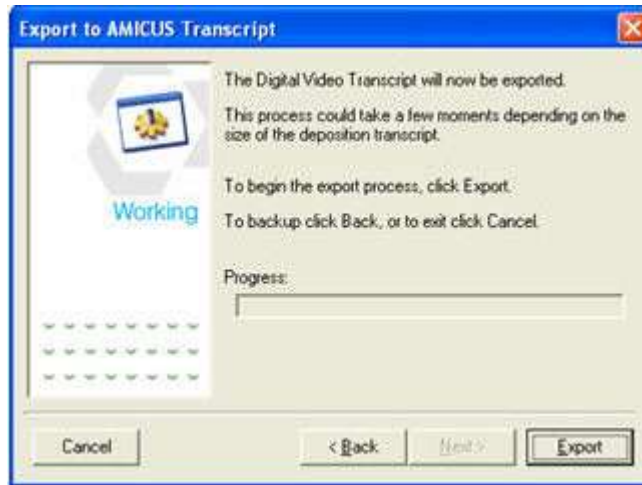 Export to AMICUS Transcript
The Digital Video Transcript will now be exported.
This process could take a few moments depending on the
size of the deposition transcript.
To begin the export process, click Export.
Working
To backup click Back, or to exit click Cancel.
Progress:
Cancel
< Back
Next >
Export